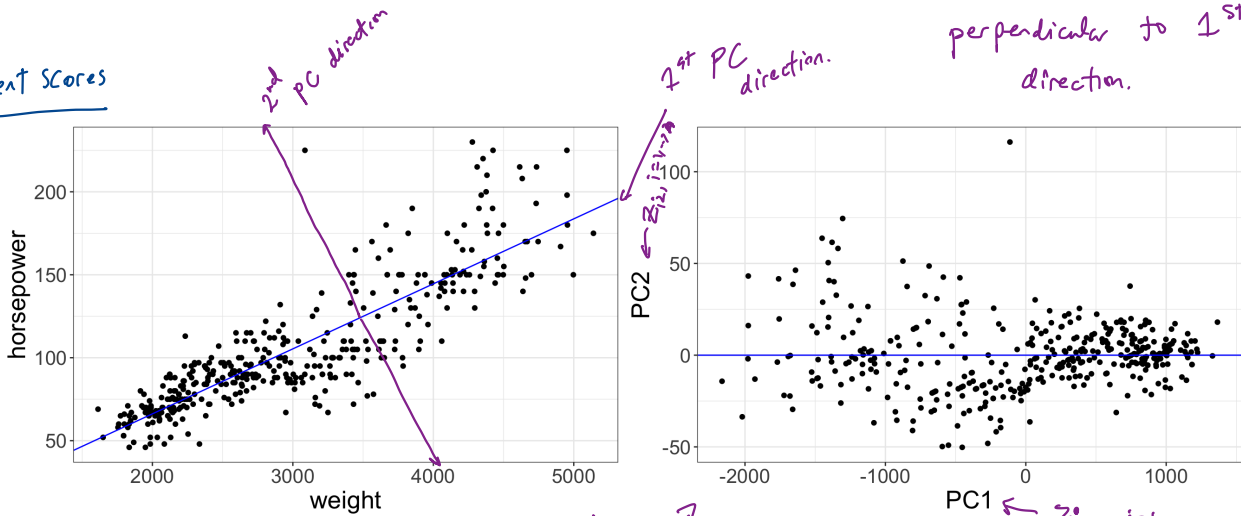 scores
2nd
PC direction
1st PC
direction.
perpendicular to 1st
direction.
200
150
100
50
horsepower
2000
3000
4000
5000
weight
100
50
0
-50
PC2
-2000
-1000
0
1000
PC1